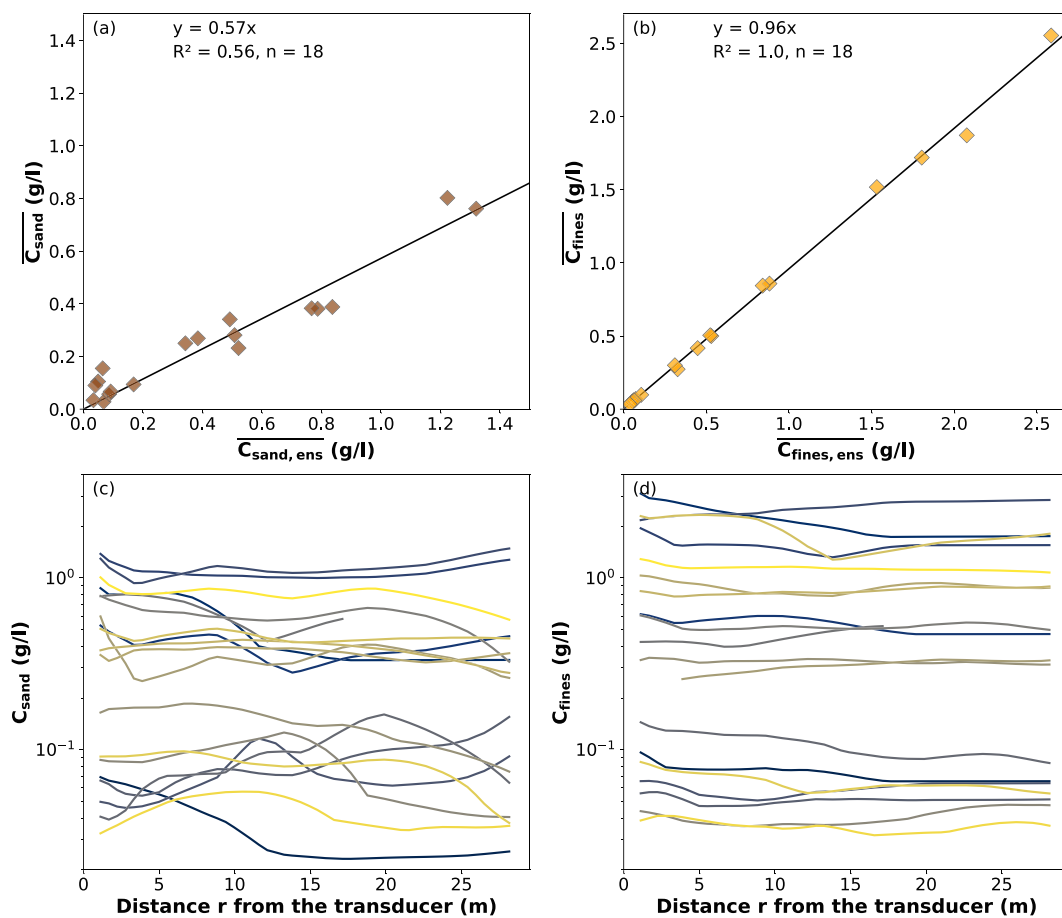 (a) y = 0.57x
R² = 0.56, n = 18
1.4
1.2
1.0
0.8
0.6
0.4
0.2
0.0
C_sand (g/l)
0.0 0.2 0.4 0.6 0.8 1.0 1.2 1.4
C_sand, ens (g/l)
(b) y = 0.96x
R² = 1.0, n = 18
2.5
2.0
1.5
1.0
0.5
0.0
C_fines (g/l)
0.0 0.5 1.0 1.5 2.0 2.5
C_fines, ens (g/l)
(c)
10⁰
10⁻¹
C_sand (g/l)
0 5 10 15 20 25
Distance r from the transducer (m)
(d)
10⁰
10⁻¹
C_fines (g/l)
0 5 10 15 20 25
Distance r from the transducer (m)